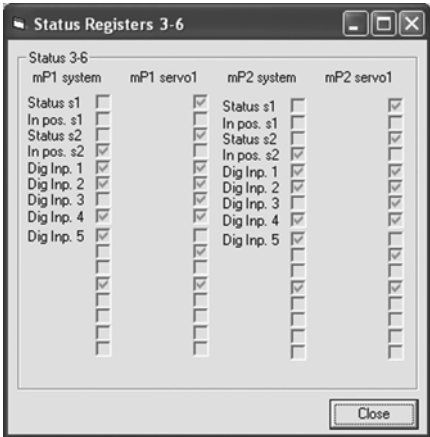 Status Registers 3-6
Status 3-6
mP1 system mP1 servo1 mP2 system mP2 servo1
Status s1 Status s1
In pos. s1 In pos. s1
Status s2 Status s2
In pos. s2 In pos. s2
Dig Inp. 1 Dig Inp. 1
Dig Inp. 2 Dig Inp. 2
Dig Inp. 3 Dig Inp. 3
Dig Inp. 4 Dig Inp. 4
Dig Inp. 5 Dig Inp. 5
Close